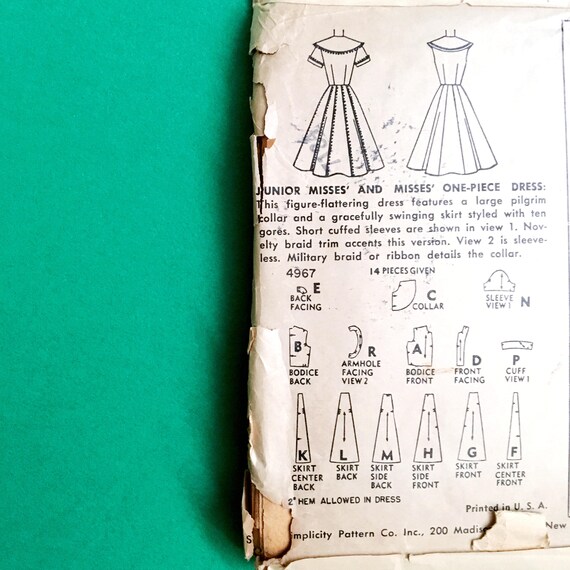 JUNIOR MISSES' AND MISSES' ONE-PIECE DRESS:
This figure-flattering dress features a large pilgrim
collar and a gracefully swinging skirt styled with ten
gores. Short cuffed sleeves are shown in view 1. Nov-
elty braid trim accents this version. View 2 is sleeve-
less. Military braid or ribbon details the collar.
4967 14 PIECES GIVEN
E
BACK
FACING
C
COLLAR
SLEEVE
VIEW 1
N
B
BODICE
BACK
R
ARMHOLE
FACING
VIEW 2
A
BODICE
FRONT
D
FRONT
FACING
P
CUFF
VIEW 1
K
SKIRT
CENTER
BACK
L
SKIRT
BACK
M
SKIRT
SIDE
BACK
H
SKIRT
SIDE
FRONT
G
SKIRT
FRONT
F
SKIRT
CENTER
FRONT
2" HEM ALLOWED IN DRESS
Printed in U. S. A.
S implicity Pattern Co. Inc., 200 Madis New